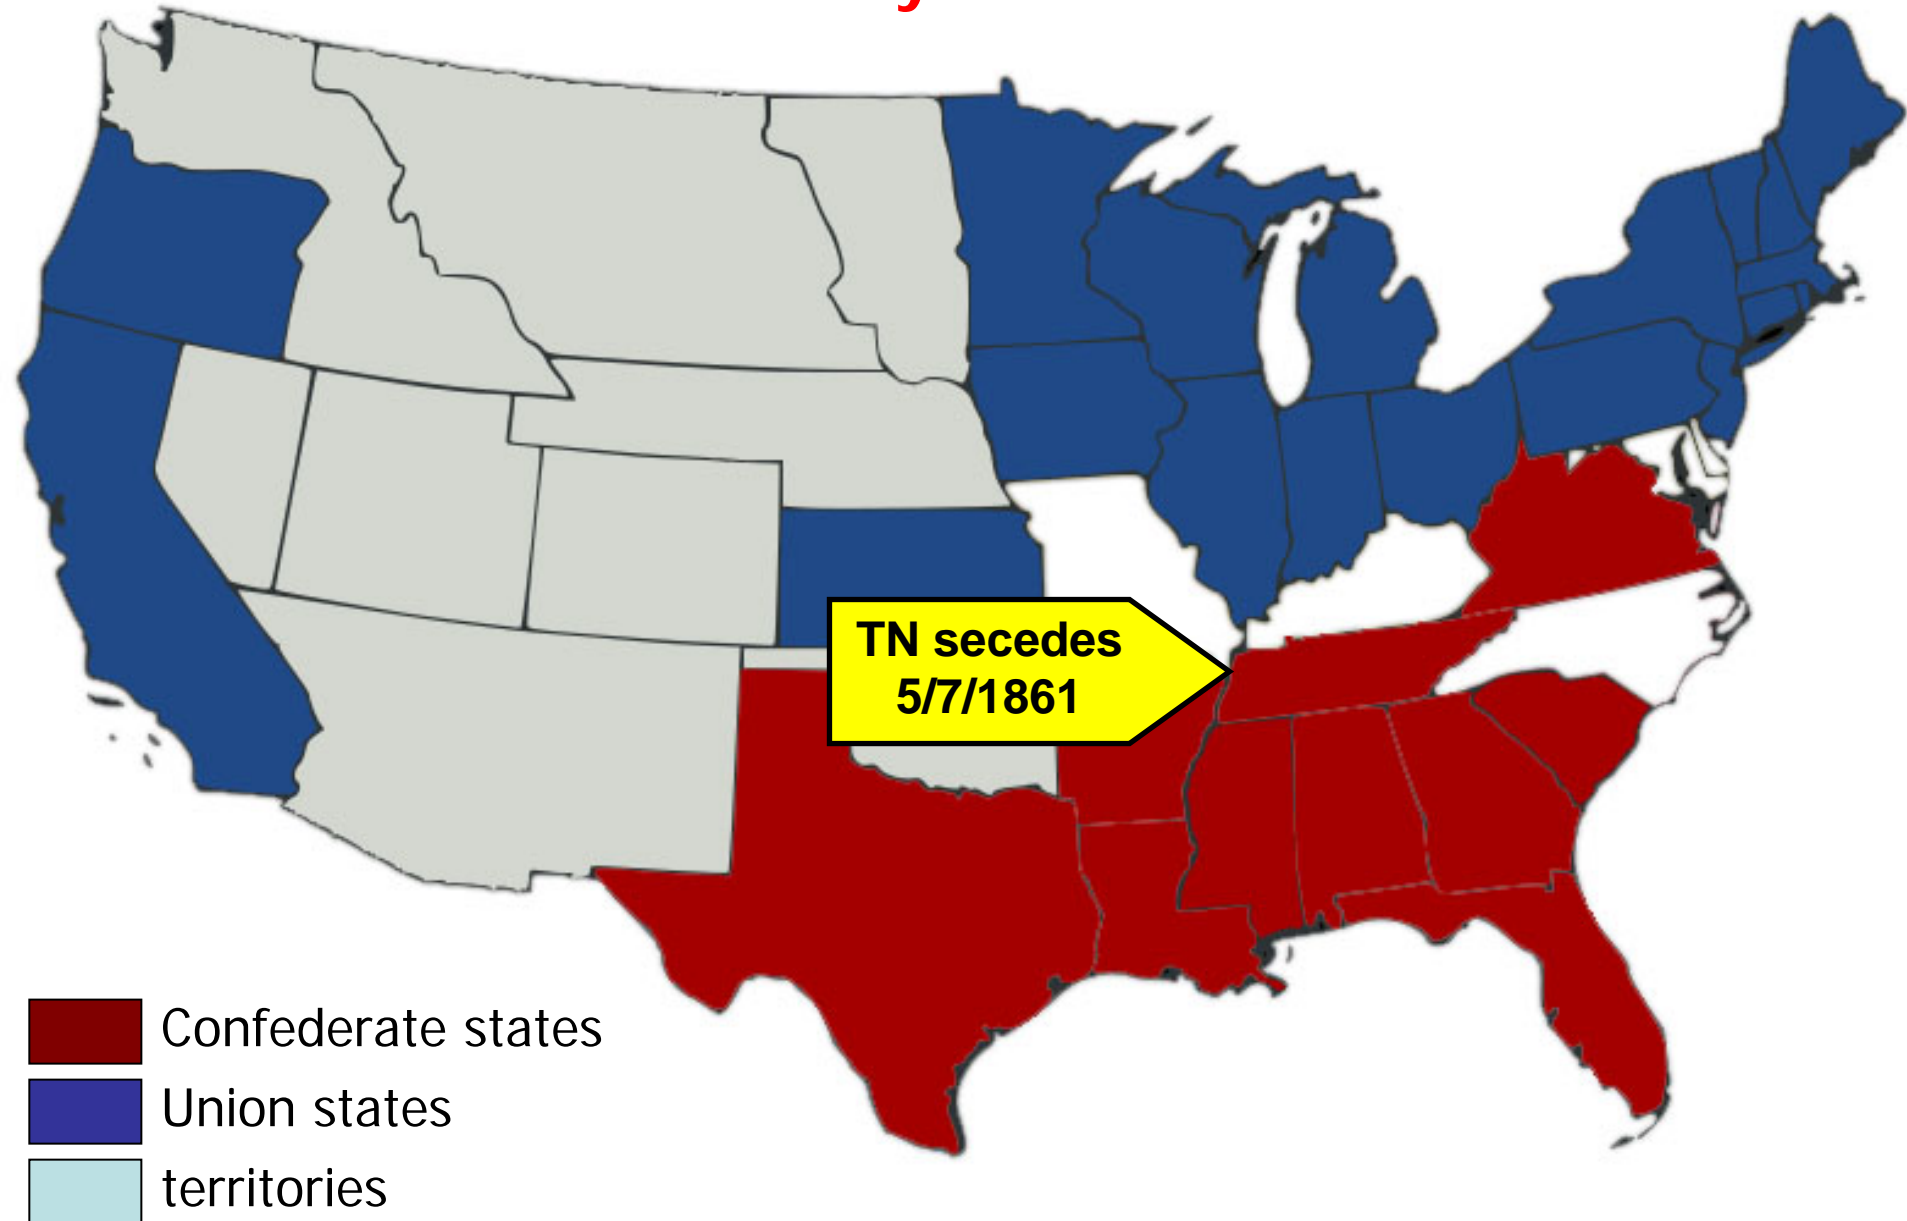 TN secedes
5/7/1861
Confederate states
Union states
territories